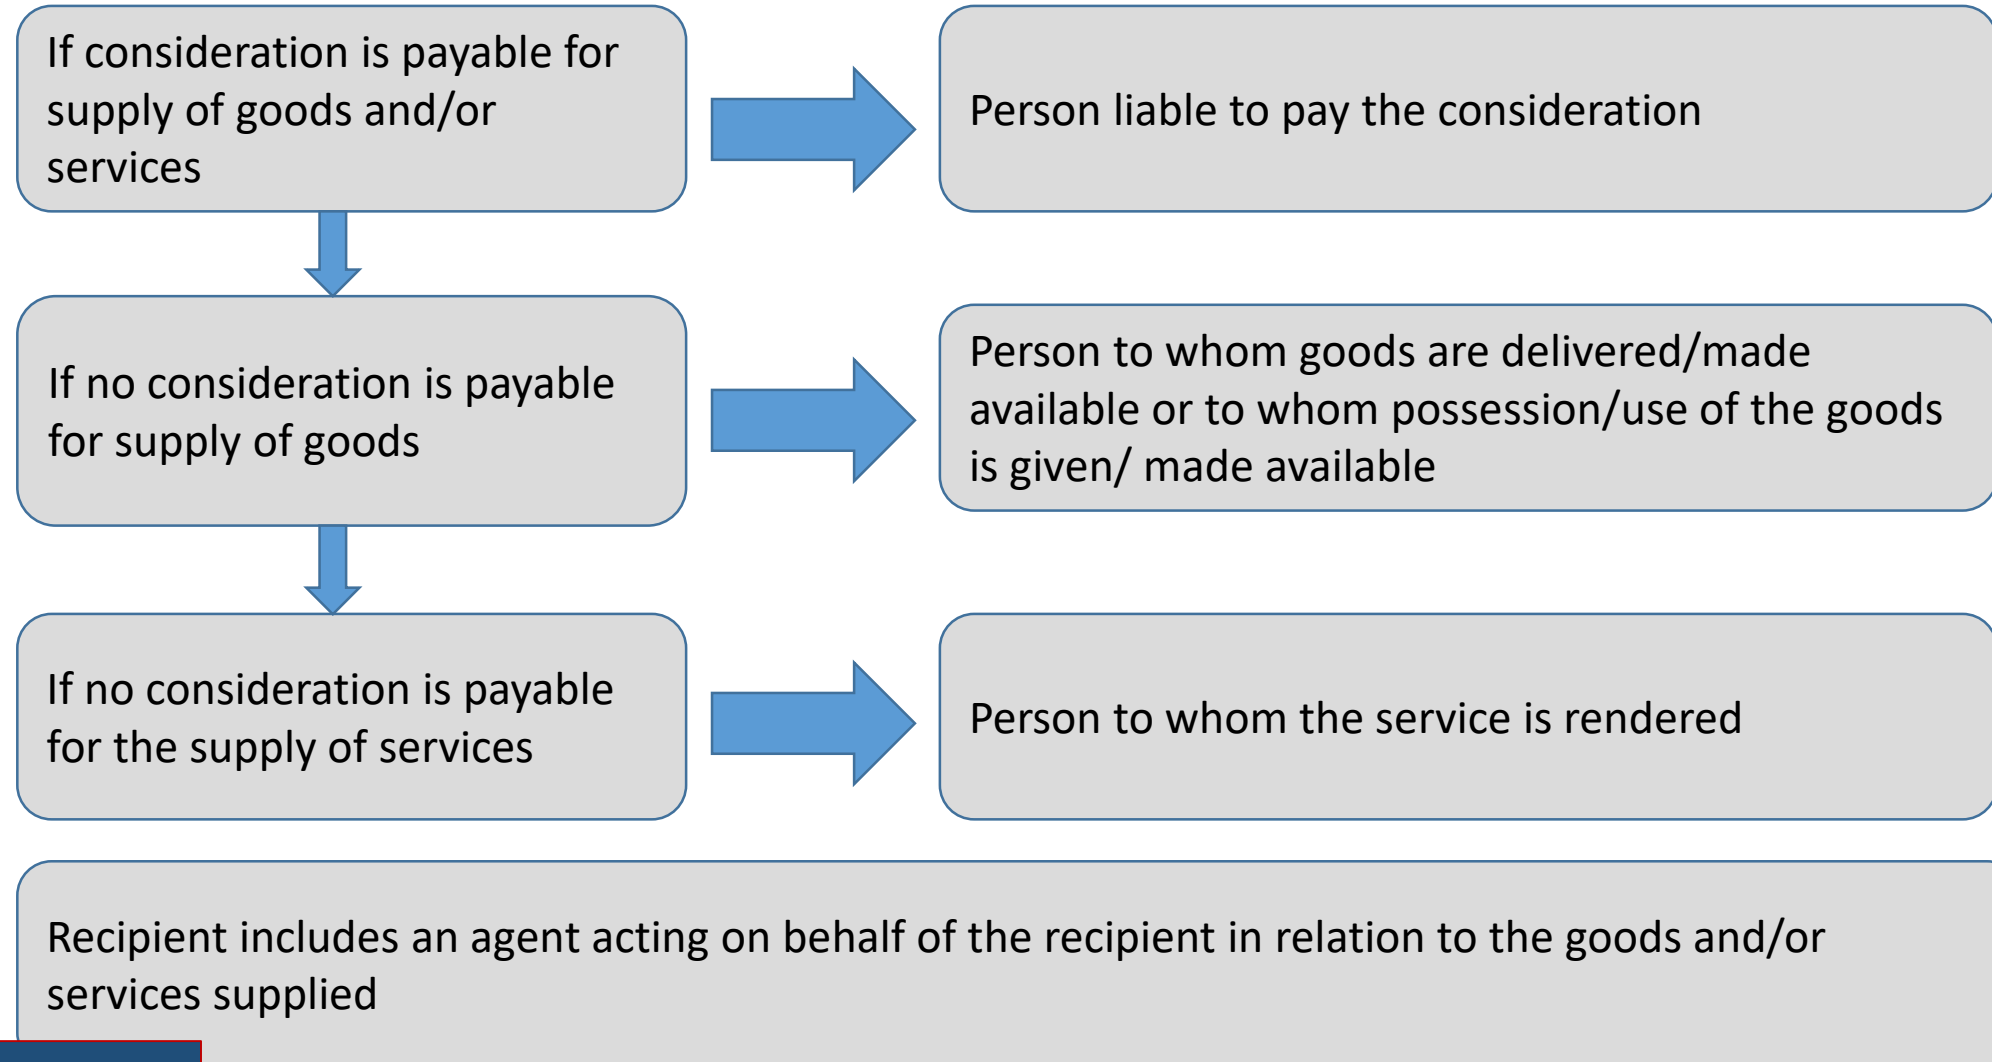 If consideration is payable for
supply of goods and/or
services
Person liable to pay the consideration
If no consideration is payable
for supply of goods
Person to whom goods are delivered/made
available or to whom possession/use of the goods
is given/ made available
If no consideration is payable
for the supply of services
Person to whom the service is rendered
Recipient includes an agent acting on behalf of the recipient in relation to the goods and/or
services supplied